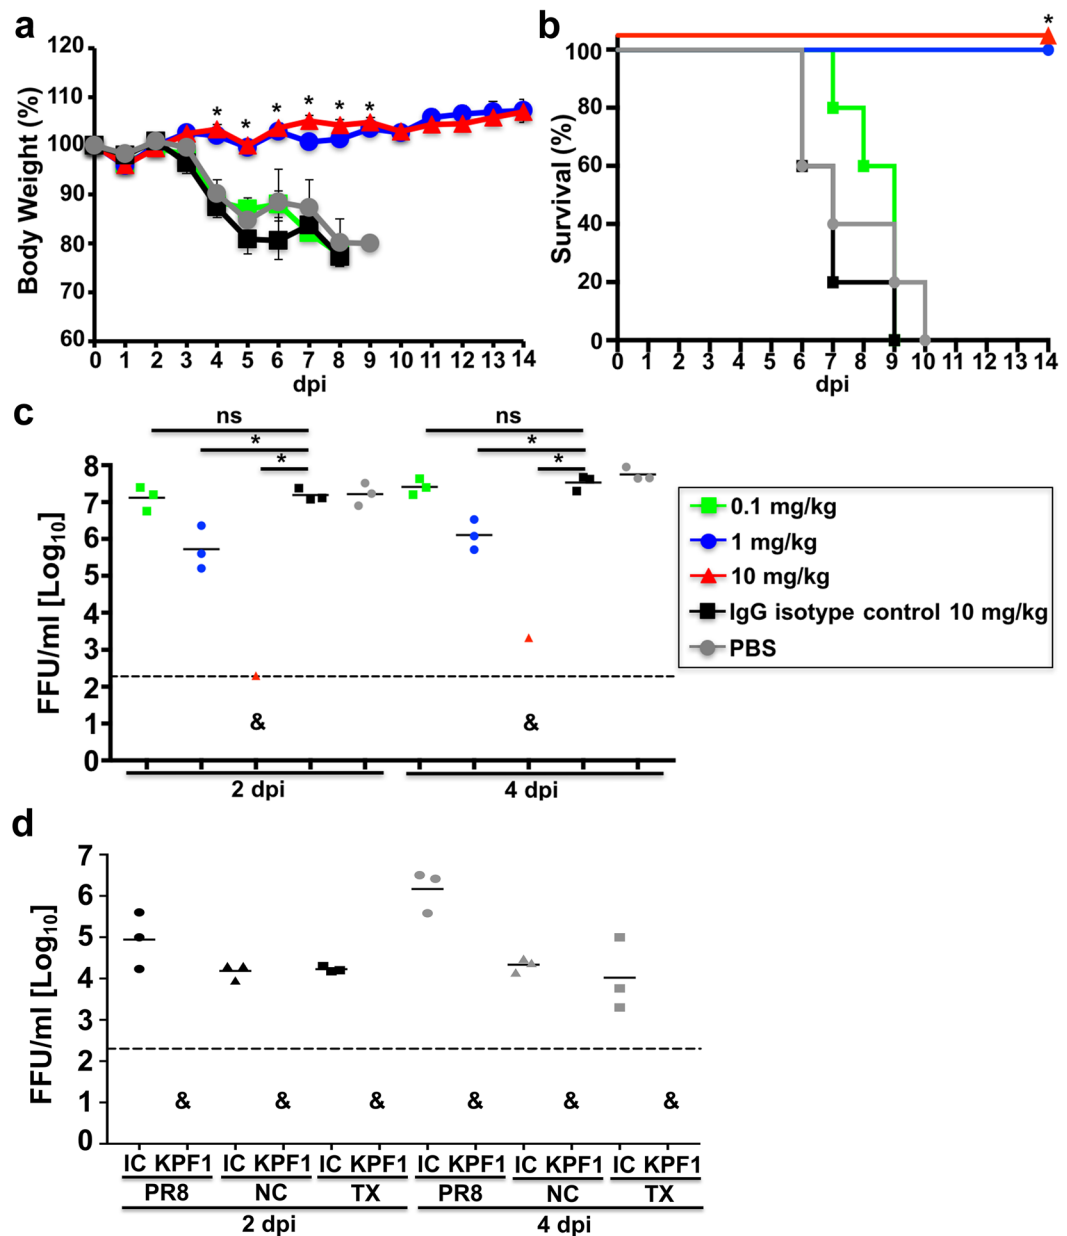 a
120
110
100
90
80
70
60
Body Weight (%)
* * * * * *
0 1 2 3 4 5 6 7 8 9 10 11 12 13 14
dpi
b
*
100
80
60
40
20
0
Survival (%)
0 1 2 3 4 5 6 7 8 9 10 11 12 13 14
dpi
c
ns
*
*
ns
*
*
8
7
6
5
4
3
2
1
0
FFU/ml [Log10]
& &
2 dpi 4 dpi
0.1 mg/kg
1 mg/kg
10 mg/kg
IgG isotype control 10 mg/kg
PBS
d
7
6
5
4
3
2
1
0
FFU/ml [Log10]
& & & & & &
IC KPF1 IC KPF1 IC KPF1 IC KPF1 IC KPF1 IC KPF1
PR8 NC TX PR8 NC TX
2 dpi 4 dpi